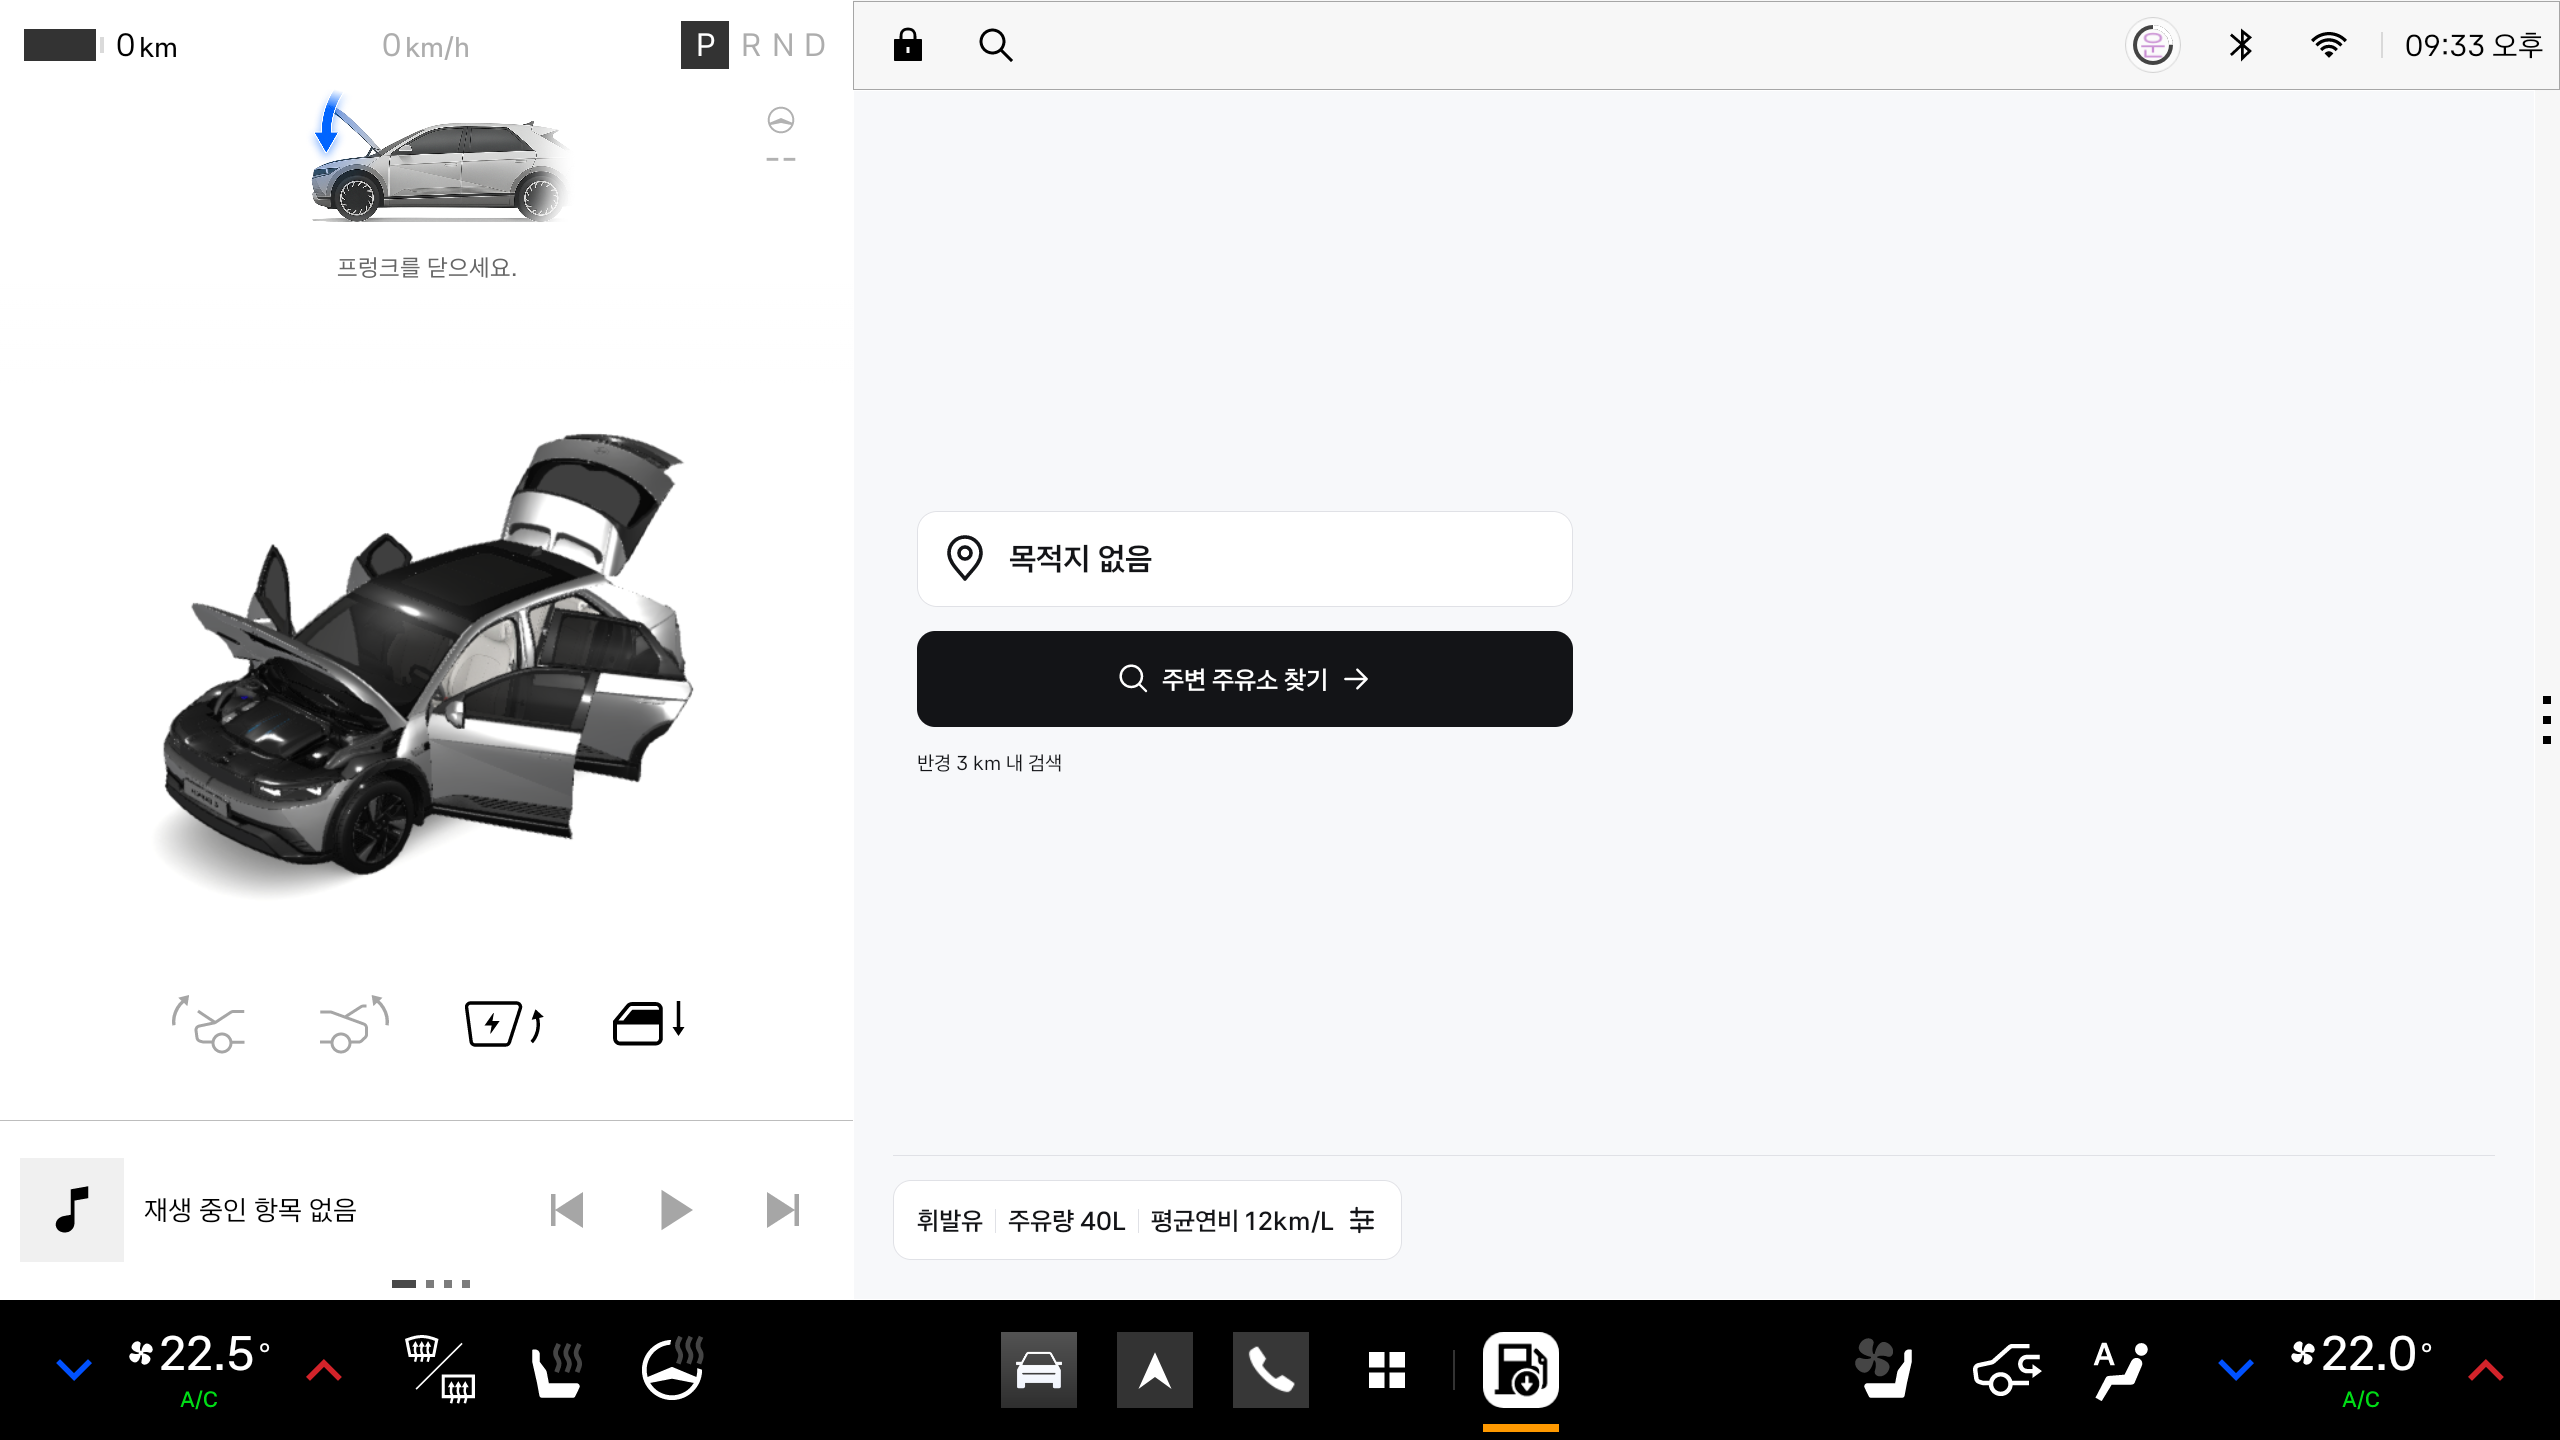 0 km
0 km/h
P R N D
운
09:33 오후
프렁크를 닫으세요.
목적지 없음
주변 주유소 찾기
반경 3 km 내 검색
재생 중인 항목 없음
휘발유 주유량 40L 평균연비 12km/L
22.5°
A/C
A
22.0°
A/C